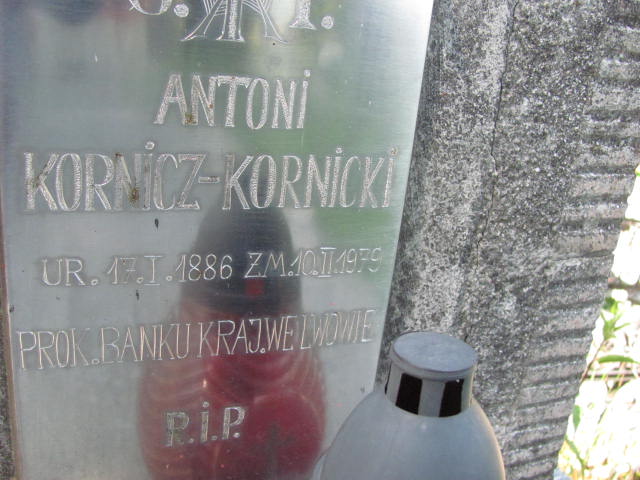 Ś. P.
ANTONI
KORNICZ-KORNICKI
UR. 17.I.1886 ZM.10.II.1979
PROK.BANKU KRAJ.WE LWOWIE
R.I.P.